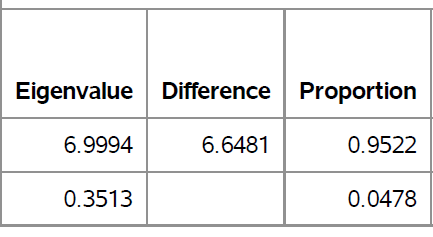 Eigenvalue Difference Proportion
6.9994 6.6481 0.9522
0.3513 0.0478